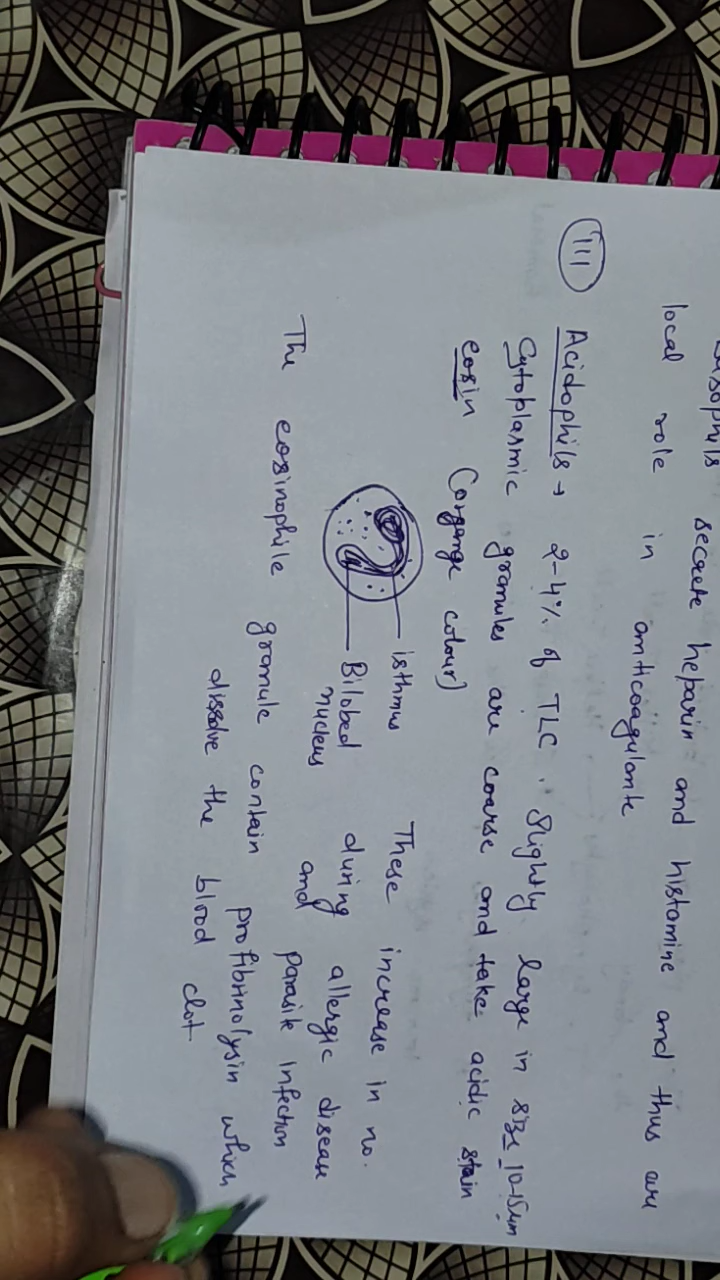 secrete heparin and histamine and thus are
local role in anticoagulante
(III) Acidophils → 2-4% of TLC. Slightly large in size 10-15µm
Cytoplasmic granules are coarse and take acidic stain
eosin (orrange colour)
isthmus
Bilobed
nucleus
These increase in no.
during allergic disease
and parasite infection
The eosinophile granule contain profibrinolysin which
dissolve the blood clot